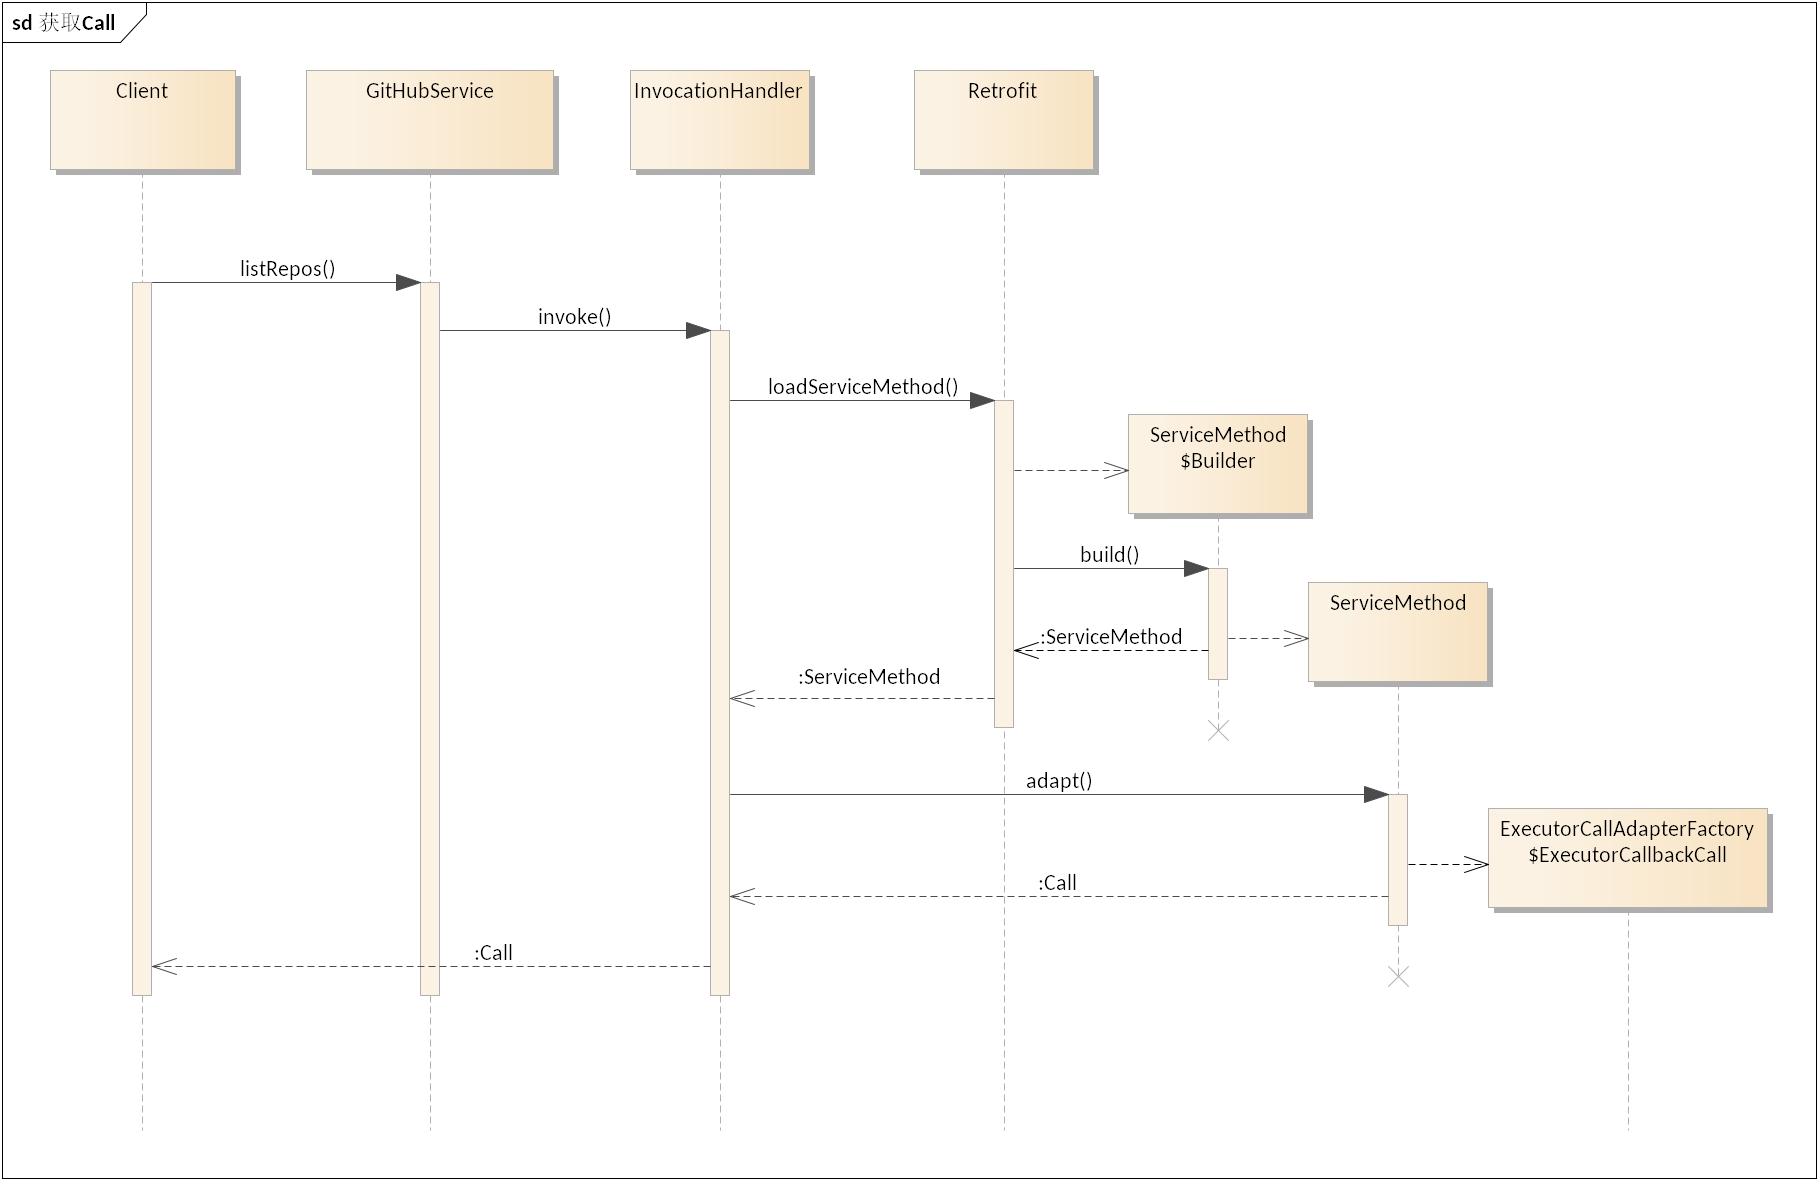 sd 获取Call
Client
GitHubService
InvocationHandler
Retrofit
listRepos()
invoke()
loadServiceMethod()
ServiceMethod
$Builder
build()
ServiceMethod
:ServiceMethod
:ServiceMethod
adapt()
ExecutorCallAdapterFactory
$ExecutorCallbackCall
:Call
:Call